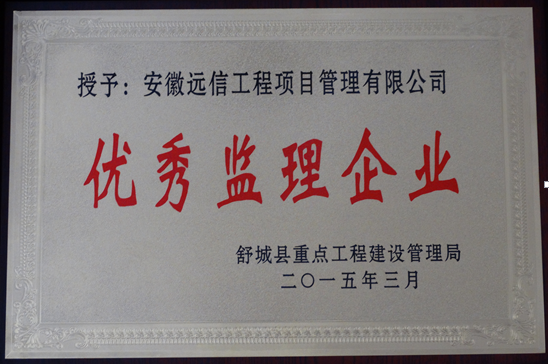 授予：安徽远信工程项目管理有限公司
优秀监理企业
舒城县重点工程建设管理局
二〇一五年三月